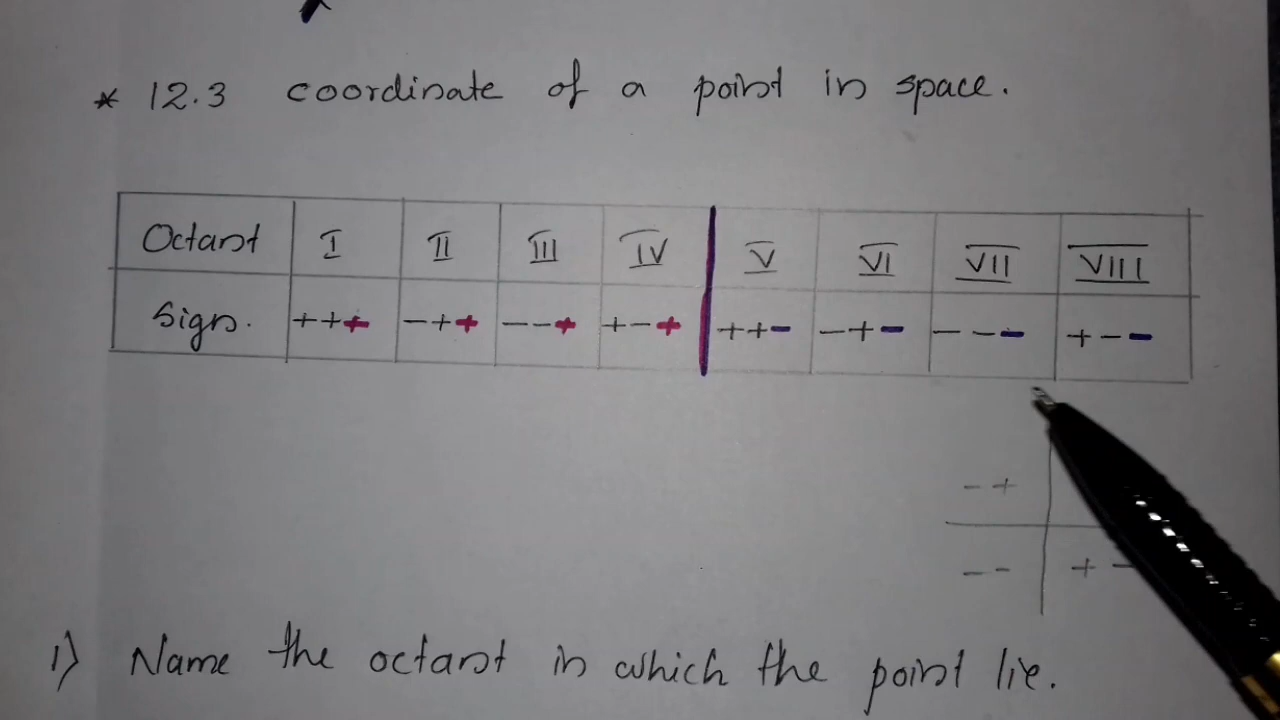 * 12.3 coordinate of a point in space.
Octant I II III IV V VI VII VIII
Sign. +++ -++ --+ +-+ ++- -+- --- +--
-+
-- +-
1) Name the octant in which the point lie.